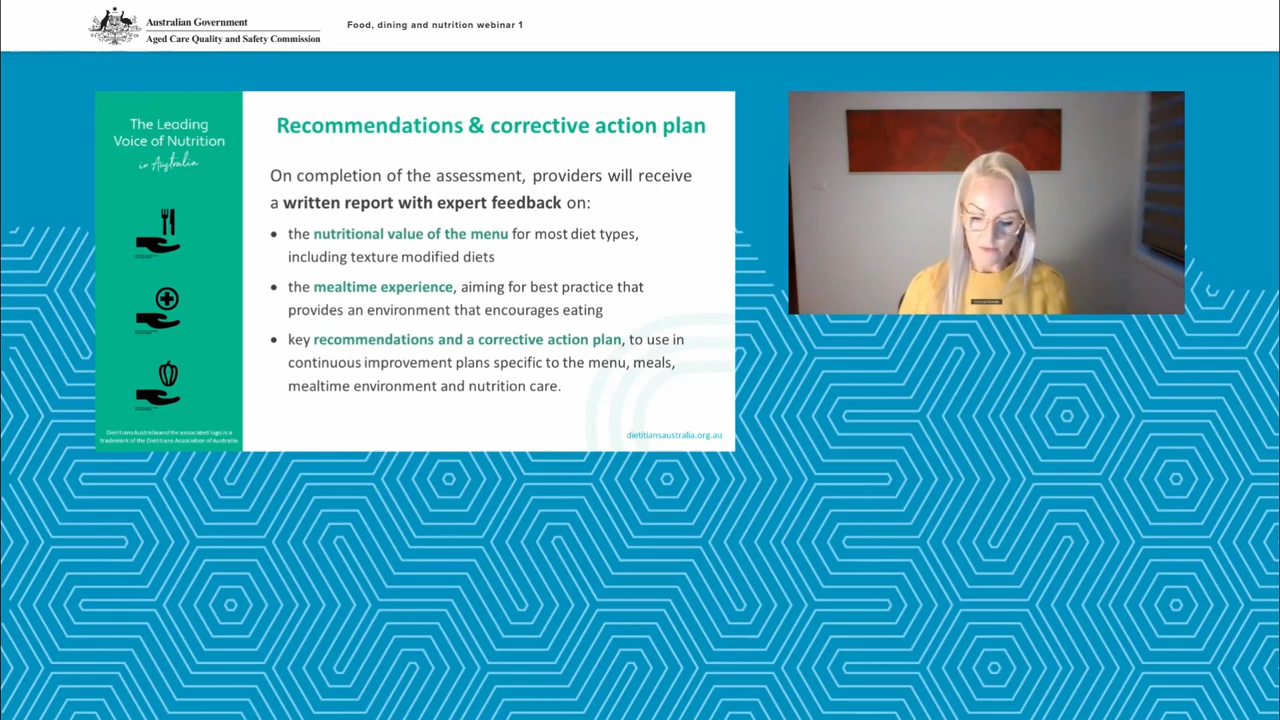 Australian Government
Aged Care Quality and Safety Commission
Food, dining and nutrition webinar 1
The Leading
Voice of Nutrition
in Australia
Dietitians Australia and the associated logo is a
trademark of the Dietitians Association of Australia.
Recommendations & corrective action plan
On completion of the assessment, providers will receive
a written report with expert feedback on:
• the nutritional value of the menu for most diet types,
including texture modified diets
• the mealtime experience, aiming for best practice that
provides an environment that encourages eating
• key recommendations and a corrective action plan, to use in
continuous improvement plans specific to the menu, meals,
mealtime environment and nutrition care.
dietitiansaustralia.org.au